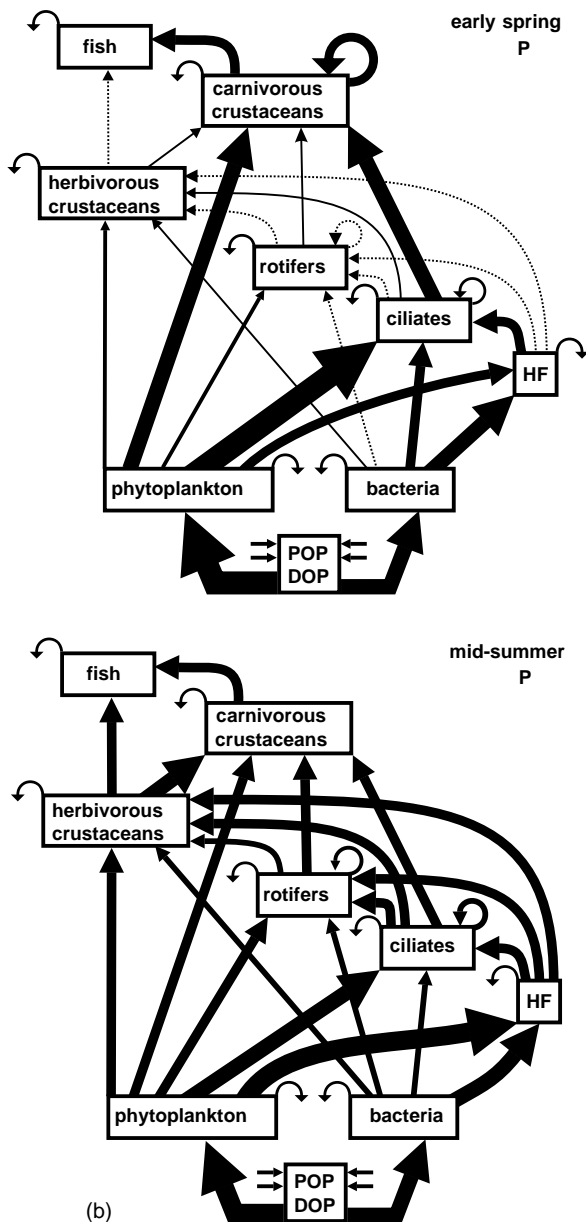 early spring
P
fish
carnivorous
crustaceans
herbivorous
crustaceans
rotifers
ciliates
HF
phytoplankton
bacteria
POP
DOP
mid-summer
P
fish
carnivorous
crustaceans
herbivorous
crustaceans
rotifers
ciliates
HF
phytoplankton
bacteria
POP
DOP
(b)